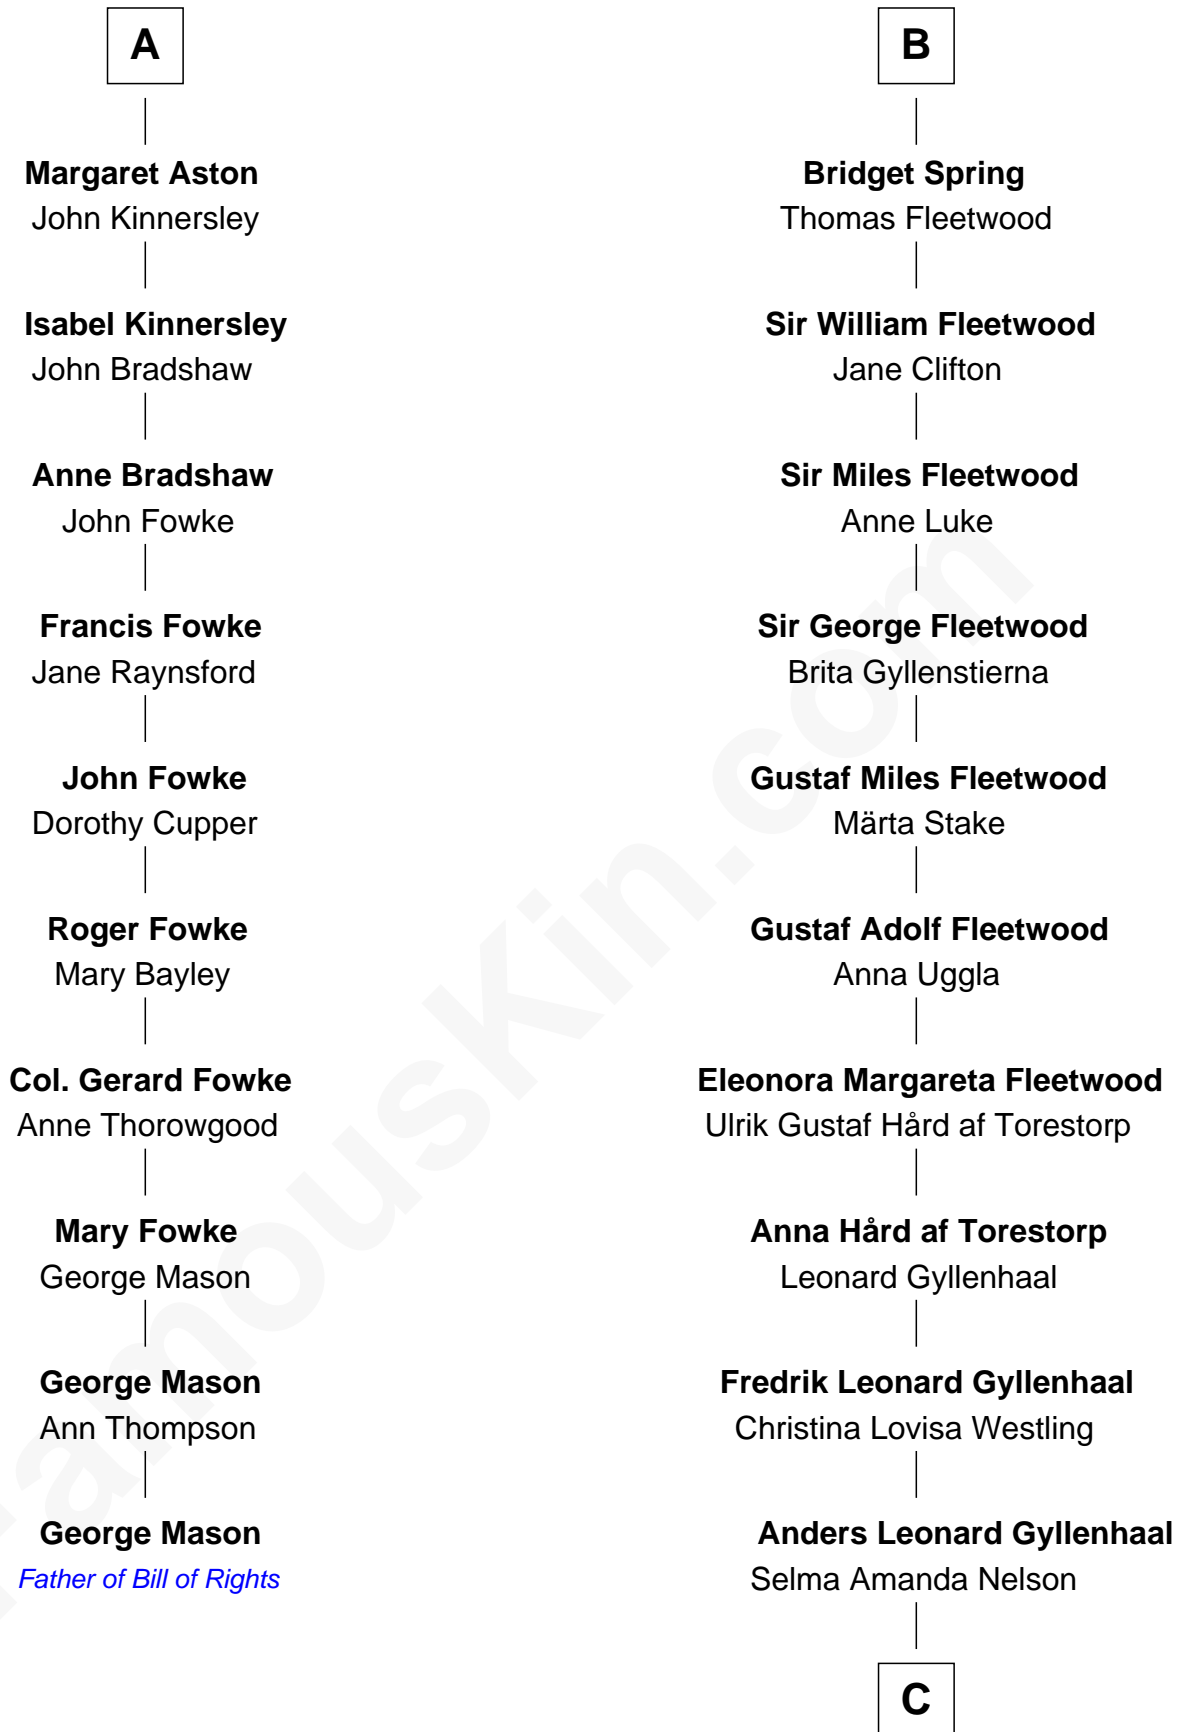 A
Margaret Aston
John Kinnersley
Isabel Kinnersley
John Bradshaw
Anne Bradshaw
John Fowke
Francis Fowke
Jane Raynsford
John Fowke
Dorothy Cupper
Roger Fowke
Mary Bayley
Col. Gerard Fowke
Anne Thorowgood
Mary Fowke
George Mason
George Mason
Ann Thompson
George Mason
Father of Bill of Rights
B
Bridget Spring
Thomas Fleetwood
Sir William Fleetwood
Jane Clifton
Sir Miles Fleetwood
Anne Luke
Sir George Fleetwood
Brita Gyllenstierna
Gustaf Miles Fleetwood
Märta Stake
Gustaf Adolf Fleetwood
Anna Uggla
Eleonora Margareta Fleetwood
Ulrik Gustaf Hård af Torestorp
Anna Hård af Torestorp
Leonard Gyllenhaal
Fredrik Leonard Gyllenhaal
Christina Lovisa Westling
Anders Leonard Gyllenhaal
Selma Amanda Nelson
C
FamousKin.com